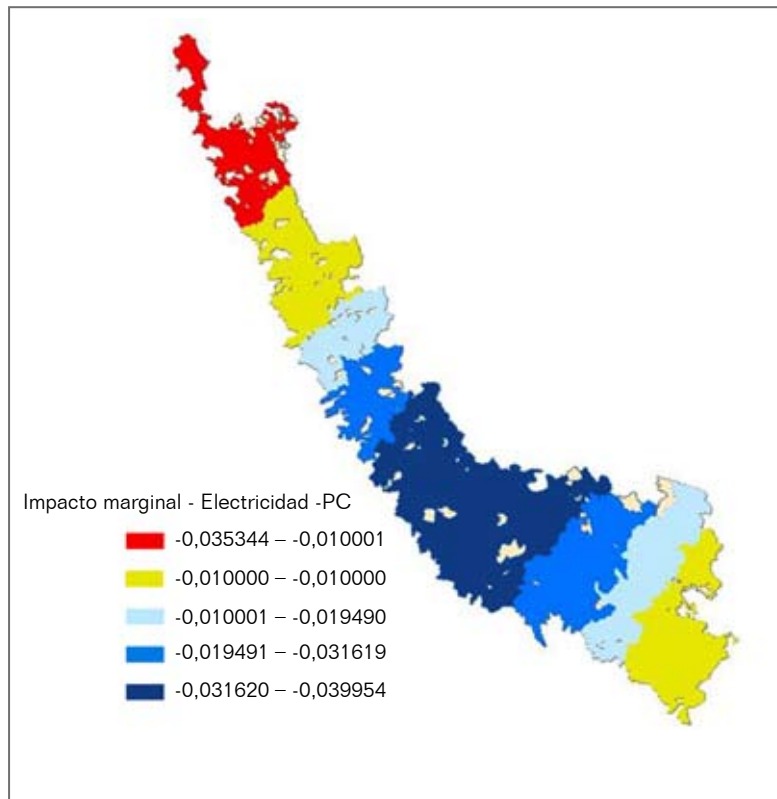 Impacto marginal - Electricidad -PC
-0,035344 – -0,010001
-0,010000 – -0,010000
-0,010001 – -0,019490
-0,019491 – -0,031619
-0,031620 – -0,039954